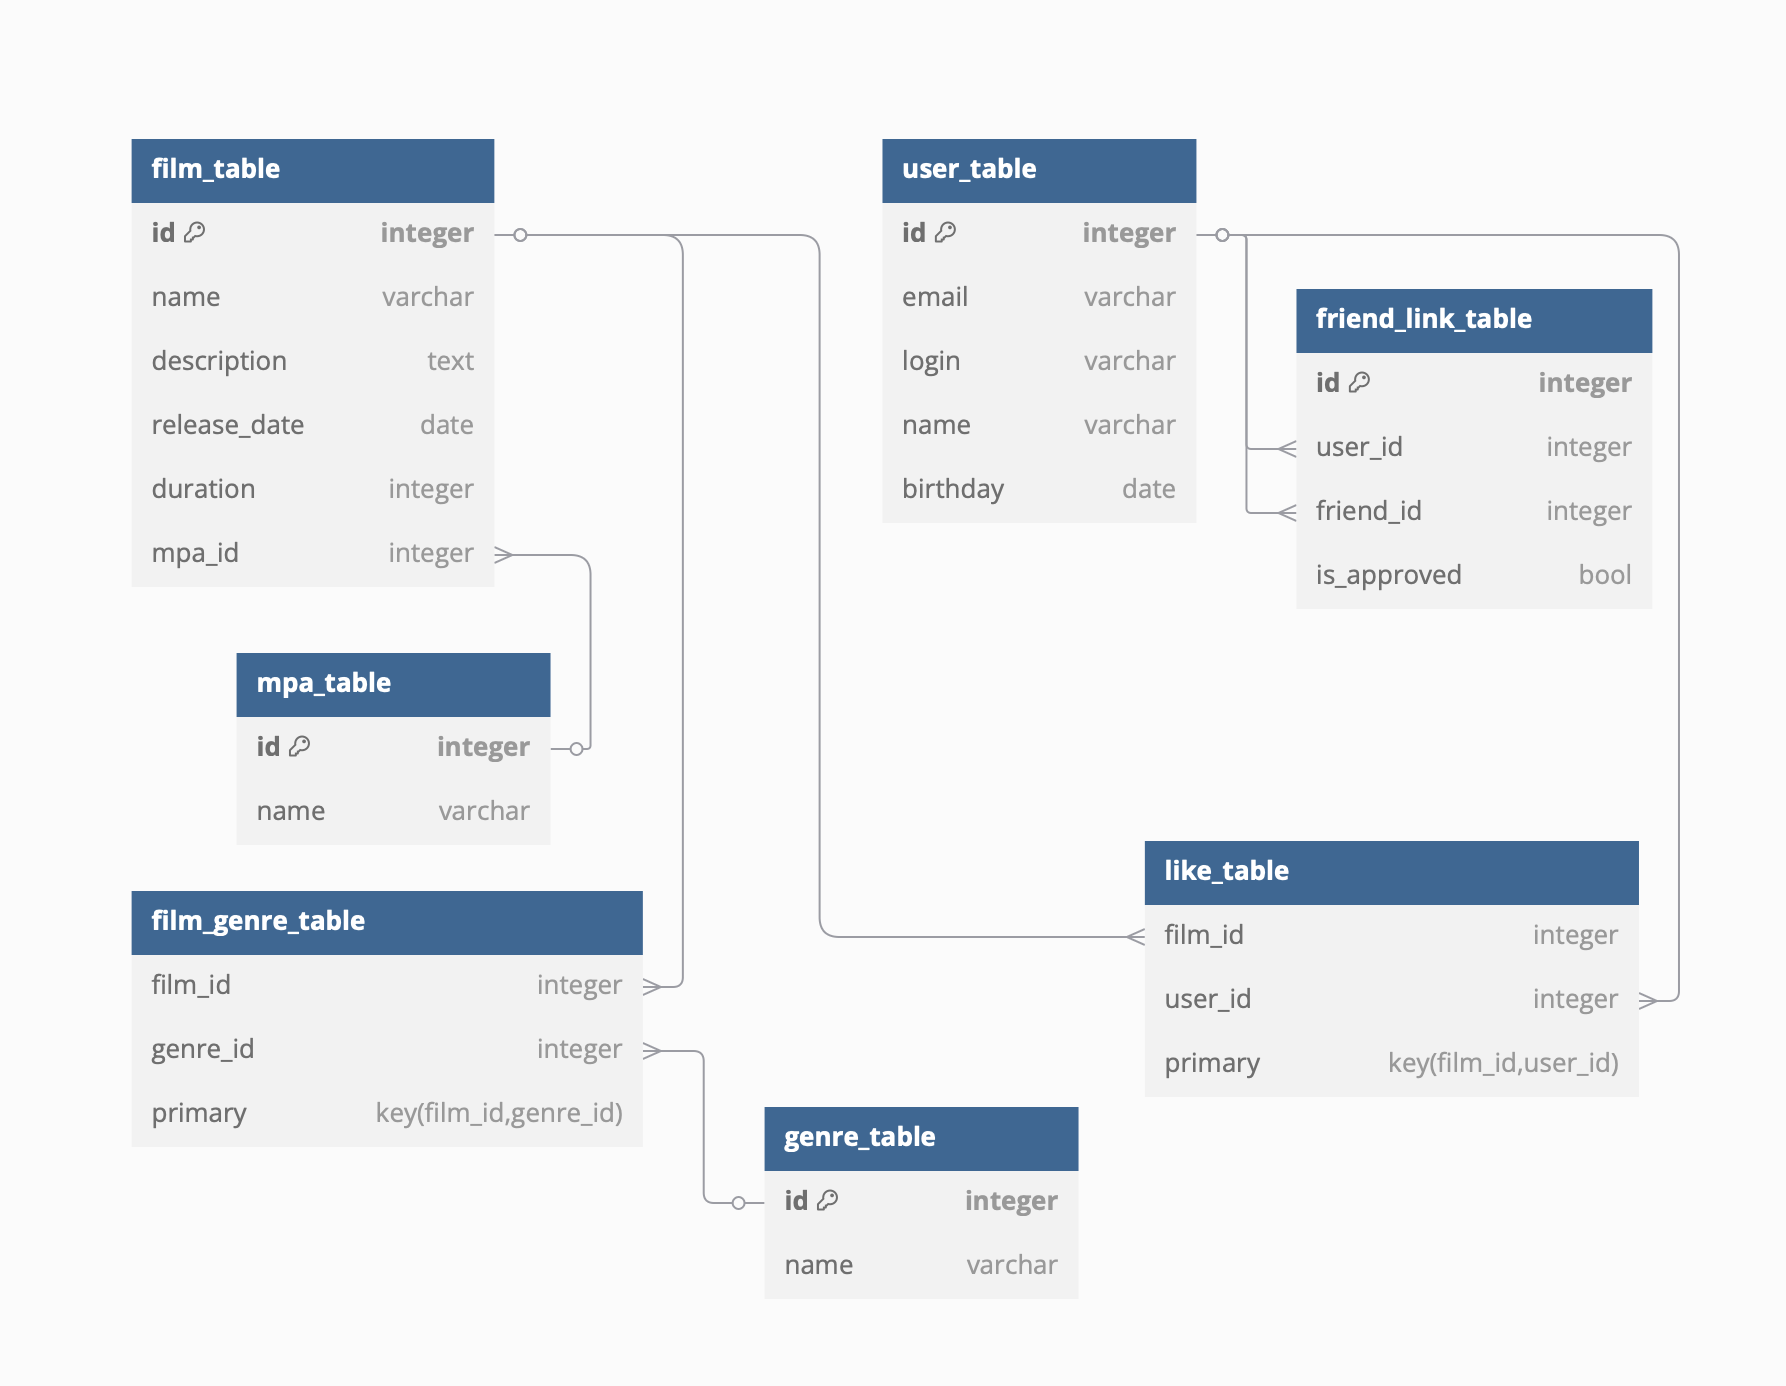 film_table
id integer
name varchar
description text
release_date date
duration integer
mpa_id integer
user_table
id integer
email varchar
login varchar
name varchar
birthday date
friend_link_table
id integer
user_id integer
friend_id integer
is_approved bool
mpa_table
id integer
name varchar
film_genre_table
film_id integer
genre_id integer
primary key(film_id,genre_id)
like_table
film_id integer
user_id integer
primary key(film_id,user_id)
genre_table
id integer
name varchar